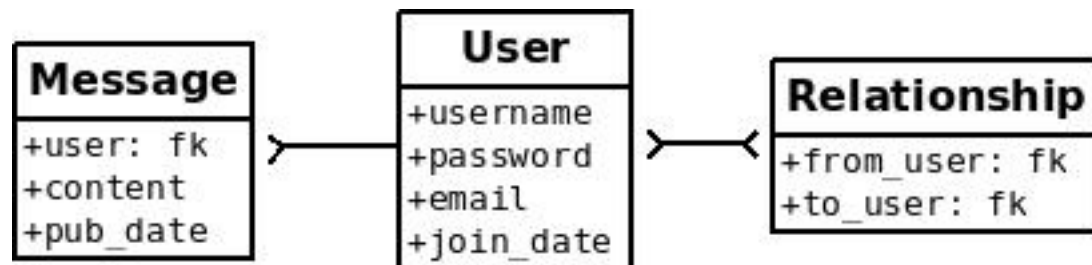 Message
+user: fk
+content
+pub_date
User
+username
+password
+email
+join_date
Relationship
+from_user: fk
+to_user: fk